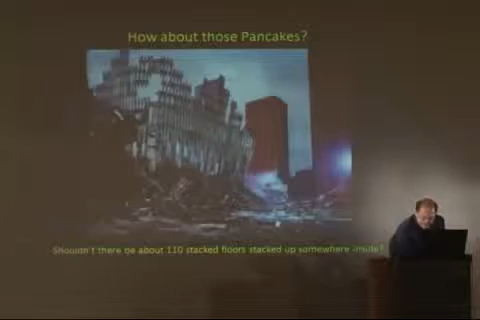 How about those Pancakes?
Shouldn't there be about 110 stacked floors stacked up somewhere inside?